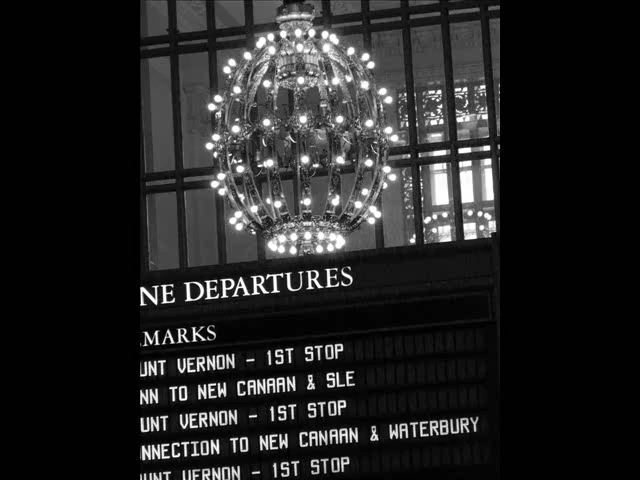 NE DEPARTURES
MARKS
UNT VERNON - 1ST STOP
NN TO NEW CANAAN & SLE
UNT VERNON - 1ST STOP
NNECTION TO NEW CANAAN & WATERBURY
UNT VERNON - 1ST STOP